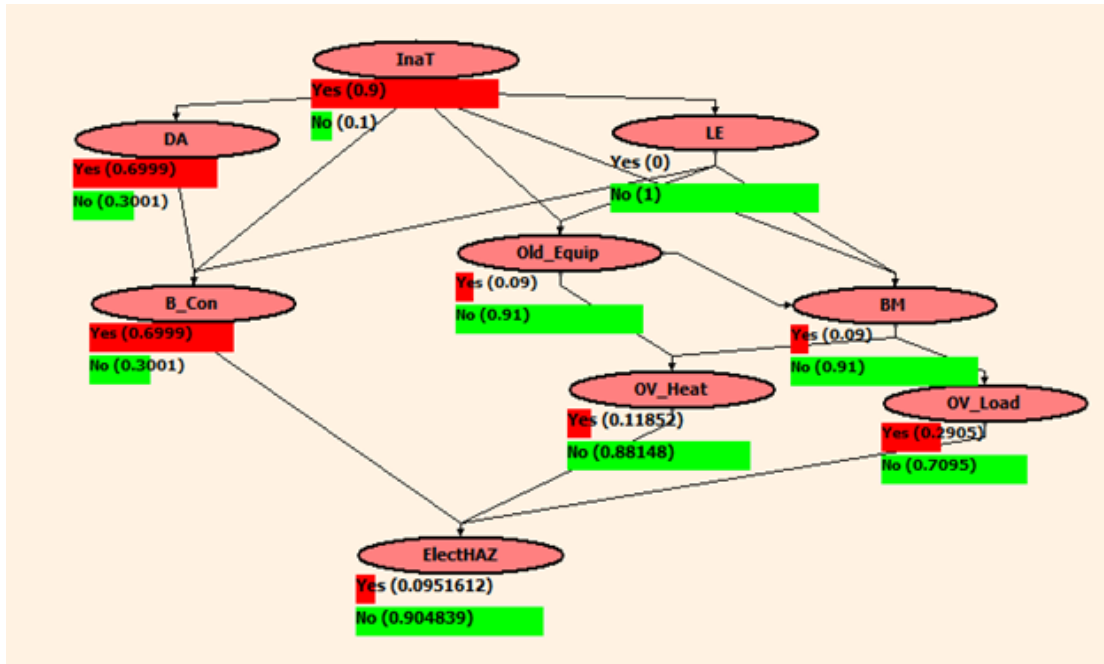 InaT
Yes (0.9)
No (0.1)
DA
Yes (0.6999)
No (0.3001)
LE
Yes (0)
No (1)
Old_Equip
Yes (0.09)
No (0.91)
B_Con
Yes (0.6999)
No (0.3001)
BM
Yes (0.09)
No (0.91)
OV_Heat
Yes (0.11852)
No (0.88148)
OV_Load
Yes (0.2905)
No (0.7095)
ElectHAZ
Yes (0.0951612)
No (0.904839)